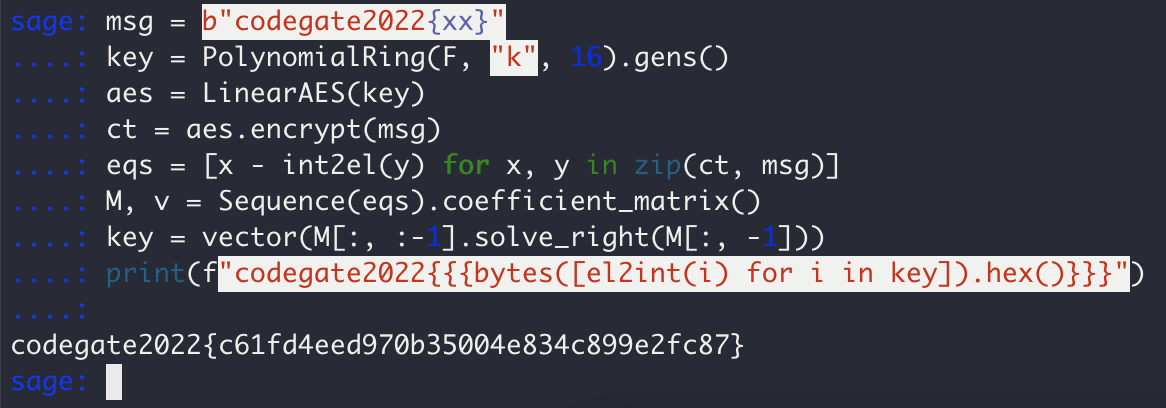 sage: msg = b"codegate2022{xx}"
....: key = PolynomialRing(F, "k", 16).gens()
....: aes = LinearAES(key)
....: ct = aes.encrypt(msg)
....: eqs = [x - int2el(y) for x, y in zip(ct, msg)]
....: M, v = Sequence(eqs).coefficient_matrix()
....: key = vector(M[:, :-1].solve_right(M[:, -1]))
....: print(f"codegate2022{{{bytes([el2int(i) for i in key]).hex()}}}")
....:
codegate2022{c61fd4eed970b35004e834c899e2fc87}
sage: